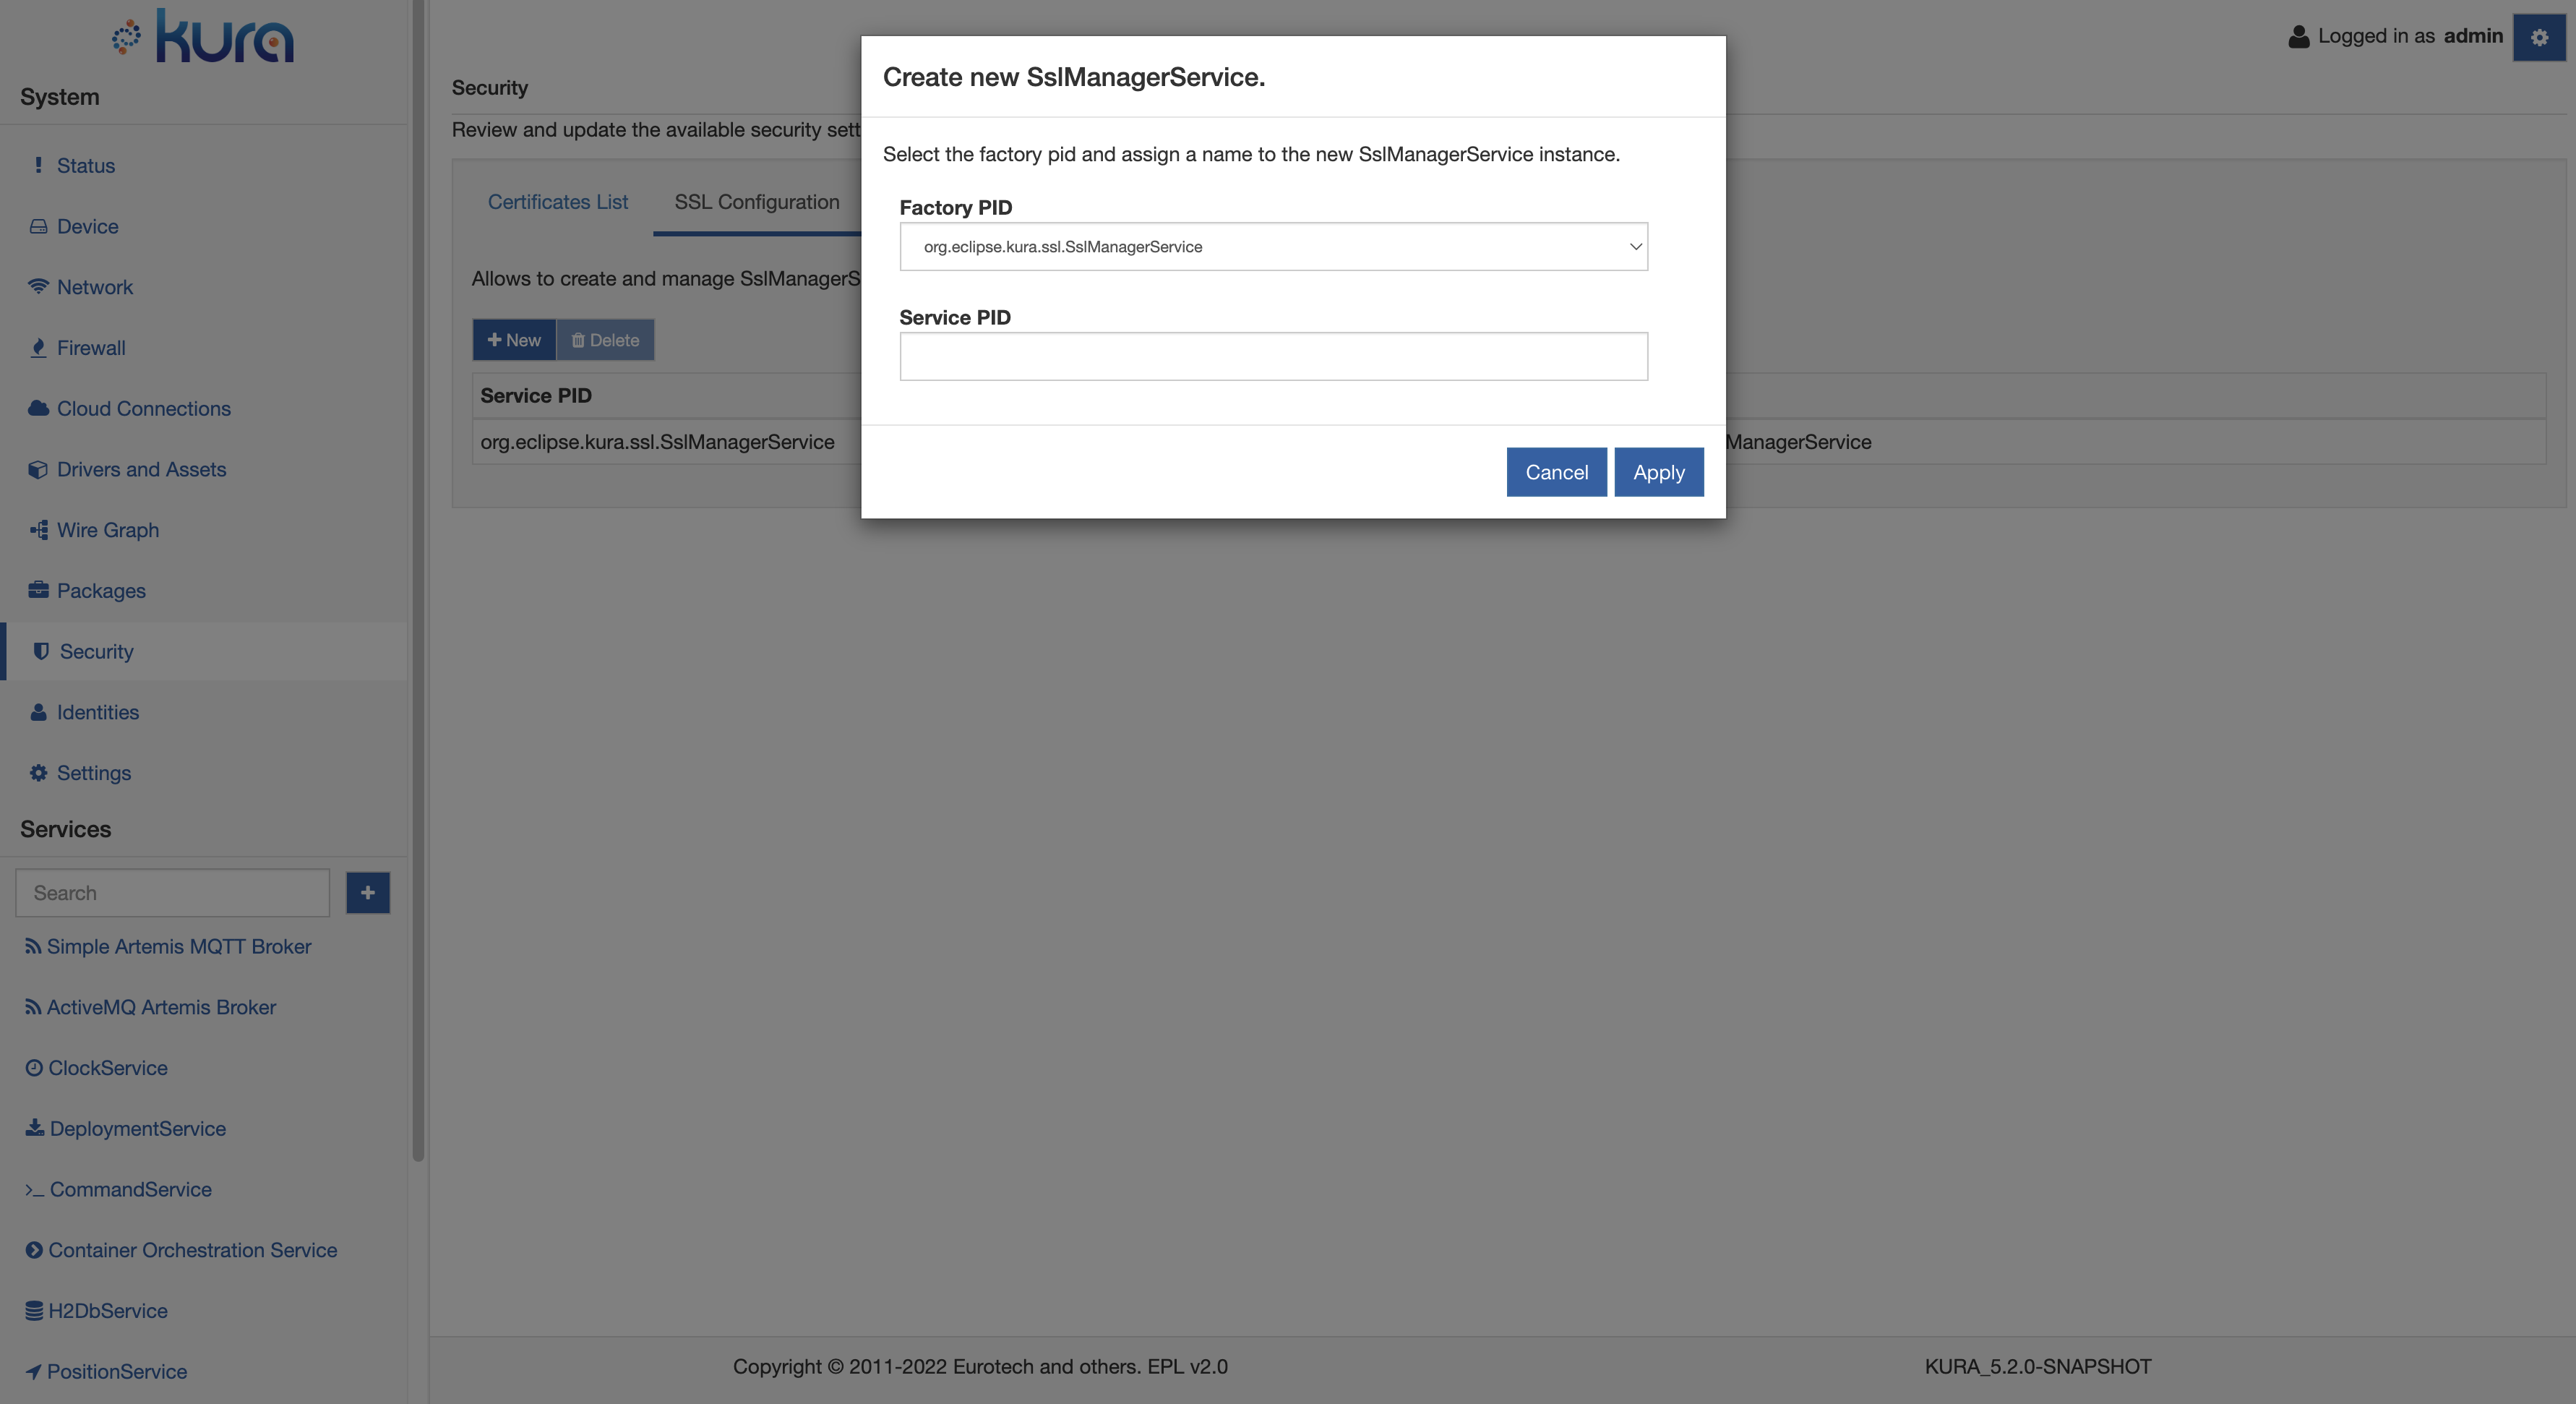 kura
System
Status
Device
Network
Firewall
Cloud Connections
Drivers and Assets
Wire Graph
Packages
Security
Identities
Settings
Services
Search
Simple Artemis MQTT Broker
ActiveMQ Artemis Broker
ClockService
DeploymentService
CommandService
Container Orchestration Service
H2DbService
PositionService
Logged in as admin
Security
Review and update the available security sett
Certificates List SSL Configuration
Allows to create and manage SslManagerS
New Delete
Service PID
org.eclipse.kura.ssl.SslManagerService ManagerService
Create new SslManagerService.
Select the factory pid and assign a name to the new SslManagerService instance.
Factory PID
org.eclipse.kura.ssl.SslManagerService
Service PID
Cancel Apply
Copyright © 2011-2022 Eurotech and others. EPL v2.0 KURA_5.2.0-SNAPSHOT